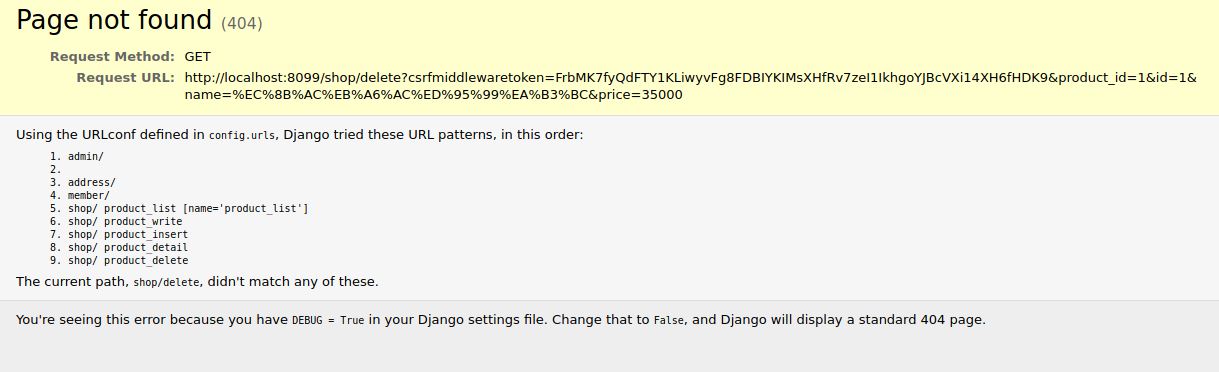 Page not found (404)
Request Method: GET
Request URL: http://localhost:8099/shop/delete?csrfmiddlewaretoken=FrbMK7fyQdFTY1KLiwyvFg8FDBIYKIMsXHfRv7zeI1IkhgoYJBcVXi14XH6fHDK9&product_id=1&id=1&
name=%EC%8B%AC%EB%A6%AC%ED%95%99%EA%B3%BC&price=35000
Using the URLconf defined in config.urls, Django tried these URL patterns, in this order:
1. admin/
2.
3. address/
4. member/
5. shop/ product_list [name='product_list']
6. shop/ product_write
7. shop/ product_insert
8. shop/ product_detail
9. shop/ product_delete
The current path, shop/delete, didn't match any of these.
You're seeing this error because you have DEBUG = True in your Django settings file. Change that to False, and Django will display a standard 404 page.